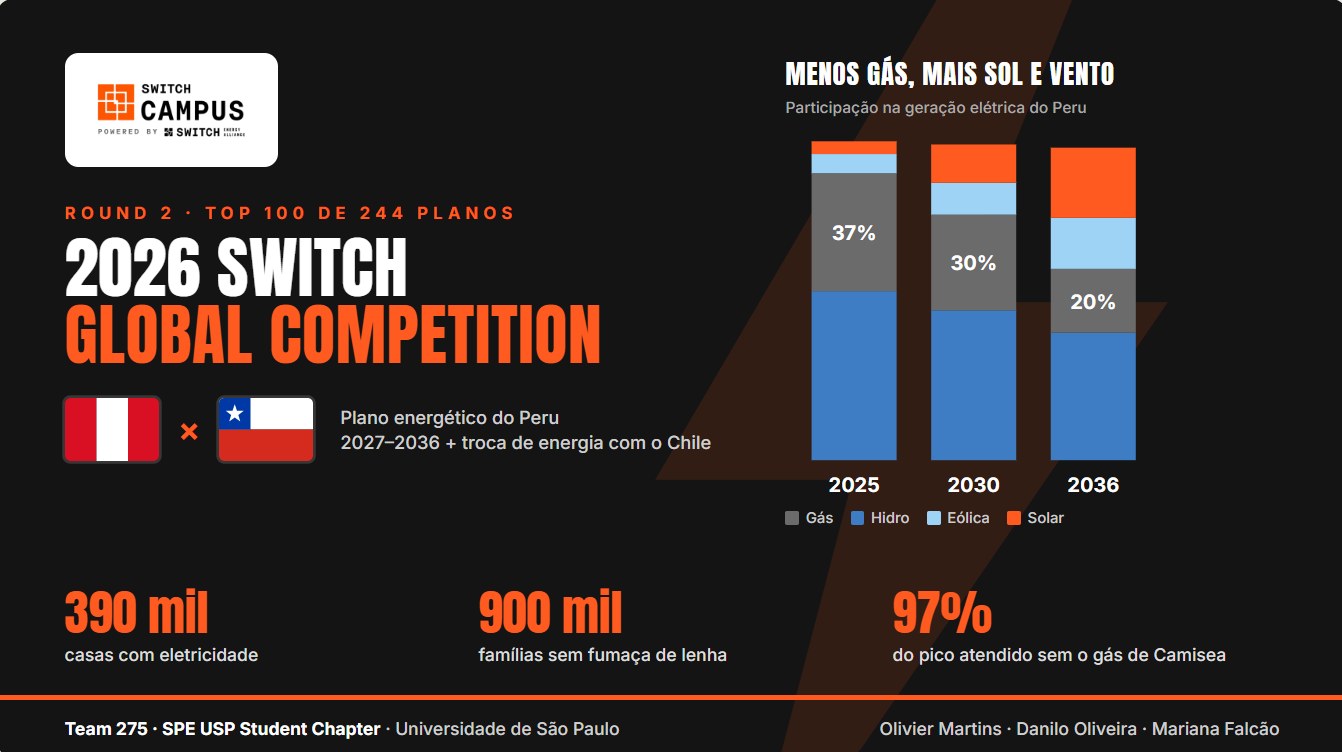 SWITCH
CAMPUS
POWERED BY SWITCH ENERGY ALLIANCE
ROUND 2 · TOP 100 DE 244 PLANOS
2026 SWITCH
GLOBAL COMPETITION
×
Plano energético do Peru
2027–2036 + troca de energia com o Chile
MENOS GÁS, MAIS SOL E VENTO
Participação na geração elétrica do Peru
37%
30%
20%
2025 2030 2036
Gás Hidro Eólica Solar
390 mil
casas com eletricidade
900 mil
famílias sem fumaça de lenha
97%
do pico atendido sem o gás de Camisea
Team 275 · SPE USP Student Chapter · Universidade de São Paulo
Olivier Martins · Danilo Oliveira · Mariana Falcão